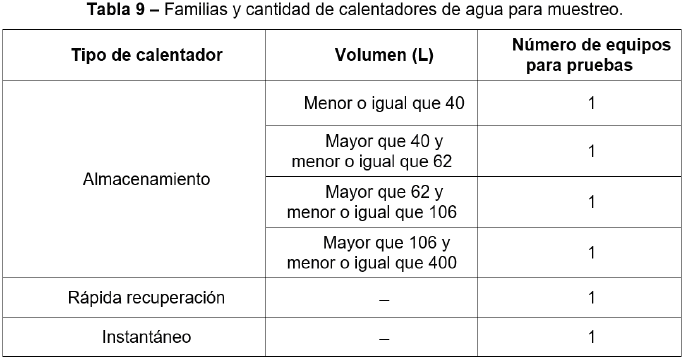 Tabla 9 – Familias y cantidad de calentadores de agua para muestreo.
Tipo de calentador
Volumen (L)
Número de equipos
para pruebas
Almacenamiento
Menor o igual que 40
1
Mayor que 40 y
menor o igual que 62
1
Mayor que 62 y
menor o igual que 106
1
Mayor que 106 y
menor o igual que 400
1
Rápida recuperación
–
1
Instantáneo
–
1